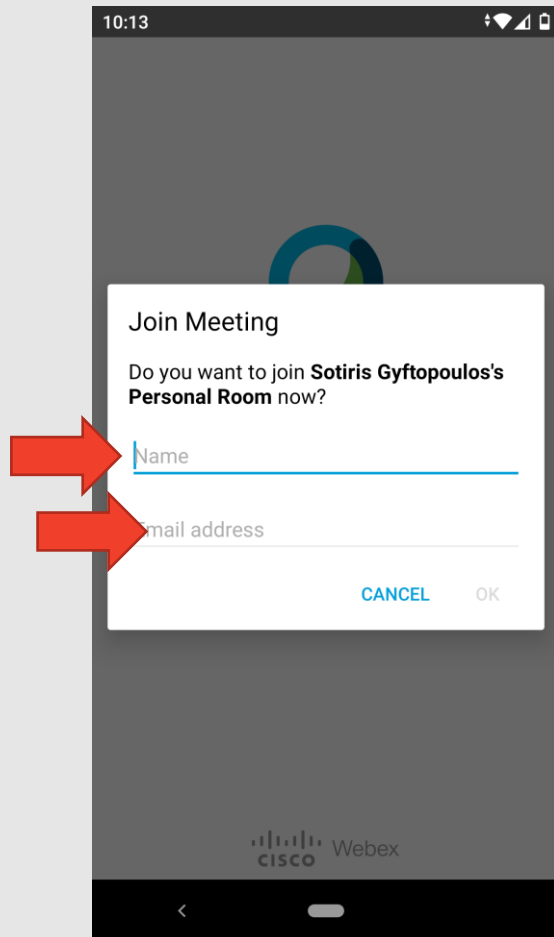 10:13
Join Meeting
Do you want to join Sotiris Gyftopoulos's
Personal Room now?
Name
Email address
CANCEL OK
CISCO Webex